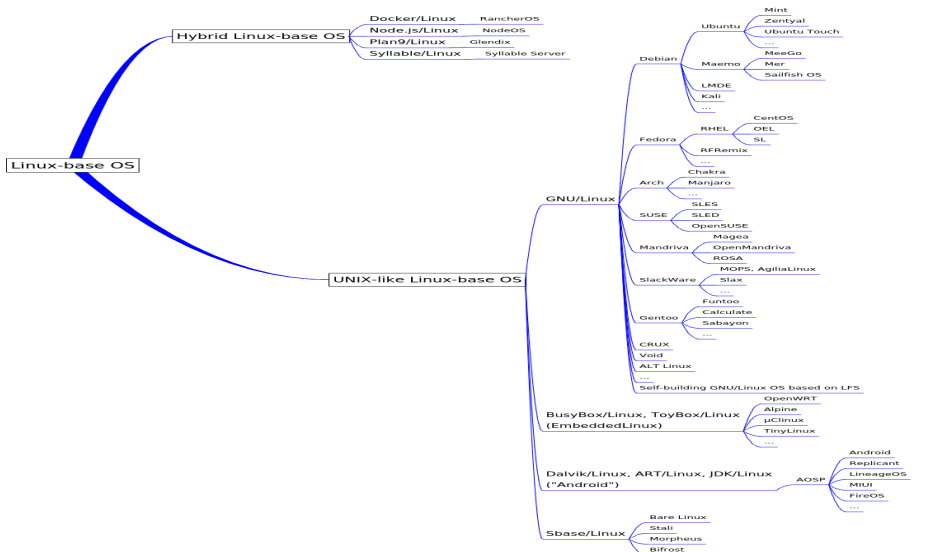 Linux-base OS
Hybrid Linux-base OS
Docker/Linux RancherOS
Node.js/Linux NodeOS
Plan9/Linux Glendix
Syllable/Linux Syllable Server
UNIX-like Linux-base OS
GNU/Linux
Debian
Ubuntu
Mint
Zentyal
Ubuntu Touch
...
Maemo
MeeGo
Mer
Sailfish OS
LMDE
Kali
...
Fedora
RHEL
CentOS
OEL
SL
RFRemix
...
Arch
Chakra
Manjaro
...
SUSE
SLES
SLED
OpenSUSE
Mandriva
Magea
OpenMandriva
ROSA
SlackWare
MOPS, AgiliaLinux
Slax
...
Gentoo
Funtoo
Calculate
Sabayon
...
CRUX
Void
ALT Linux
...
Self-building GNU/Linux OS based on LFS
BusyBox/Linux, ToyBox/Linux
(EmbeddedLinux)
OpenWRT
Alpine
µClinux
TinyLinux
...
Dalvik/Linux, ART/Linux, JDK/Linux
("Android")
AOSP
Android
Replicant
LineageOS
MIUI
FireOS
...
Sbase/Linux
Bare Linux
Stali
Morpheus
Bifrost